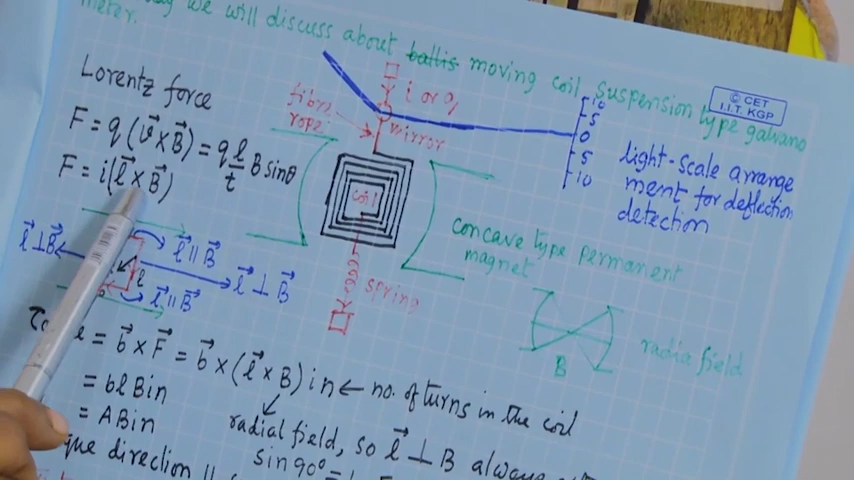 we will discuss about ballis moving coil suspension type galvano
meter.
© CET
I.I.T. KGP
Lorentz force
F = q (v⃗ × B⃗) = q l/t B sinθ
F = i(l⃗ × B⃗)
fibre
rope
i or q
mirror
coil
spring
10
5
0
5
10
light-scale arrange
ment for deflection
detection
concave type permanent
magnet
B
radial field
l⃗ ⊥ B⃗
l⃗ || B⃗
l
l⃗ ⊥ B⃗
l⃗ || B⃗
= b⃗ × F⃗ = b⃗ × (l⃗ × B) in ← no. of turns in the coil
= blBin
= ABin
radial field, so l⃗ ⊥ B always
sin 90° =
direction ||